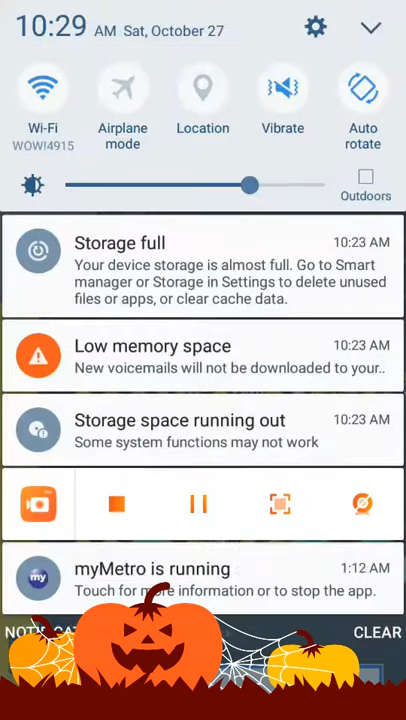 10:29 AM Sat, October 27
Wi-Fi
WOW!4915
Airplane
mode
Location
Vibrate
Auto
rotate
Outdoors
Storage full 10:23 AM
Your device storage is almost full. Go to Smart
manager or Storage in Settings to delete unused
files or apps, or clear cache data.
Low memory space 10:23 AM
New voicemails will not be downloaded to your..
Storage space running out 10:23 AM
Some system functions may not work
my
myMetro is running 1:12 AM
Touch for more information or to stop the app.
CLEAR